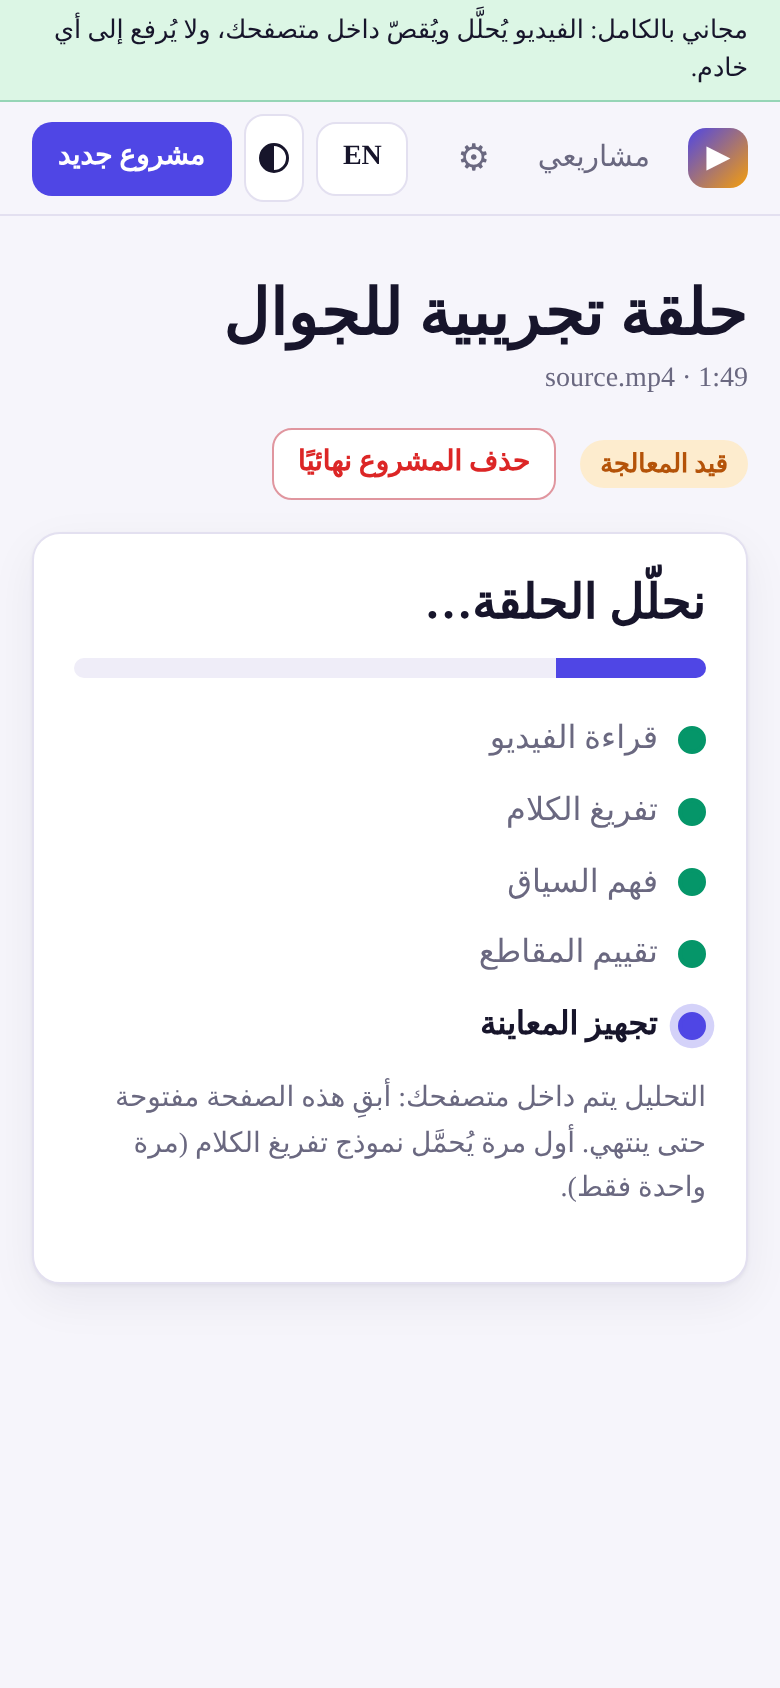 مجاني بالكامل: الفيديو يُحلَّل ويُقصّ داخل متصفحك، ولا يُرفع إلى أي
خادم.
مشاريعي
EN
مشروع جديد
حلقة تجريبية للجوال
source.mp4 · 1:49
قيد المعالجة
حذف المشروع نهائيًا
نحلّل الحلقة…
قراءة الفيديو
تفريغ الكلام
فهم السياق
تقييم المقاطع
تجهيز المعاينة
التحليل يتم داخل متصفحك: أبقِ هذه الصفحة مفتوحة
حتى ينتهي. أول مرة يُحمَّل نموذج تفريغ الكلام (مرة
واحدة فقط).